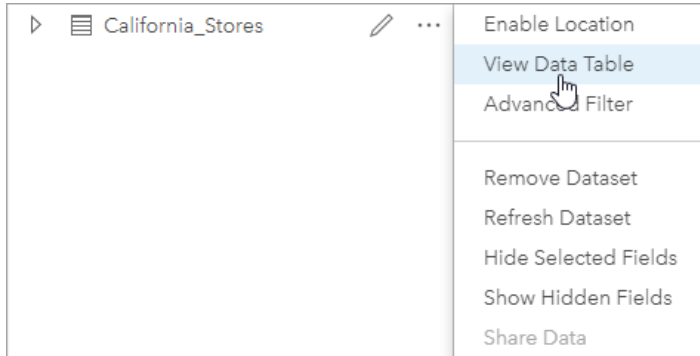 California_Stores
Enable Location
View Data Table
Advanced Filter
Remove Dataset
Refresh Dataset
Hide Selected Fields
Show Hidden Fields
Share Data